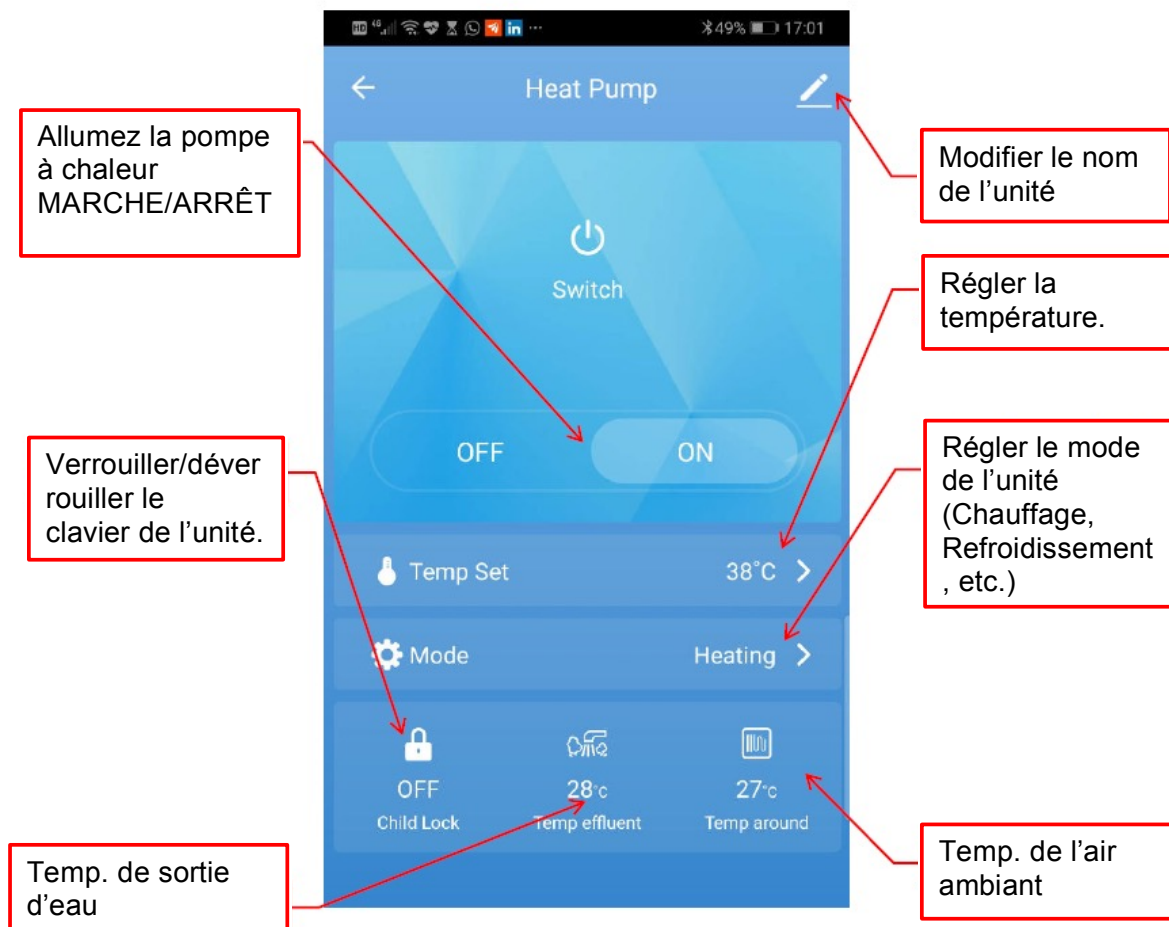 HD 4G in ... 49% 17:01
Heat Pump
Allumez la pompe
à chaleur
MARCHE/ARRÊT
Modifier le nom
de l’unité
Switch
Régler la
température.
OFF ON
Verrouiller/déver
rouiller le
clavier de l’unité.
Régler le mode
de l’unité
(Chauffage,
Refroidissement
, etc.)
Temp Set 38°C
Mode Heating
OFF 28°c 27°c
Child Lock Temp effluent Temp around
Temp. de sortie
d’eau
Temp. de l’air
ambiant